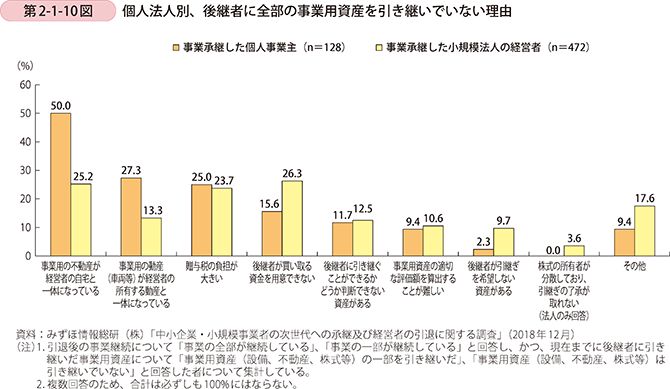 第2-1-10図 個人法人別、後継者に全部の事業用資産を引き継いでいない理由
事業承継した個人事業主（n＝128） 事業承継した小規模法人の経営者（n＝472）
（%）
60
50
40
30
20
10
0
50.0 25.2
27.3 13.3
25.0 23.7
15.6 26.3
11.7 12.5
9.4 10.6
2.3 9.7
0.0 3.6
9.4 17.6
事業用の不動産が
経営者の自宅と
一体になっている
事業用の動産
（車両等）が経営者の
所有する動産と
一体になっている
贈与税の負担が
大きい
後継者が買い取る
資金を用意できない
後継者に引き継ぐ
ことができるか
どうか判断できない
資産がある
事業用資産の適切
な評価額を算出する
ことが難しい
後継者が引継ぎ
を希望しない
資産がある
株式の所有者が
分散しており、
引継ぎの了承が
取れない
（法人のみ回答）
その他
資料：みずほ情報総研（株）「中小企業・小規模事業者の次世代への承継及び経営者の引退に関する調査」（2018年12月）
（注）1. 引退後の事業継続について「事業の全部が継続している」、「事業の一部が継続している」と回答し、かつ、現在までに後継者に引き
継いだ事業用資産について「事業用資産（設備、不動産、株式等）の一部を引き継いだ」、「事業用資産（設備、不動産、株式等）は
引き継いでいない」と回答した者について集計している。
2. 複数回答のため、合計は必ずしも100％にはならない。